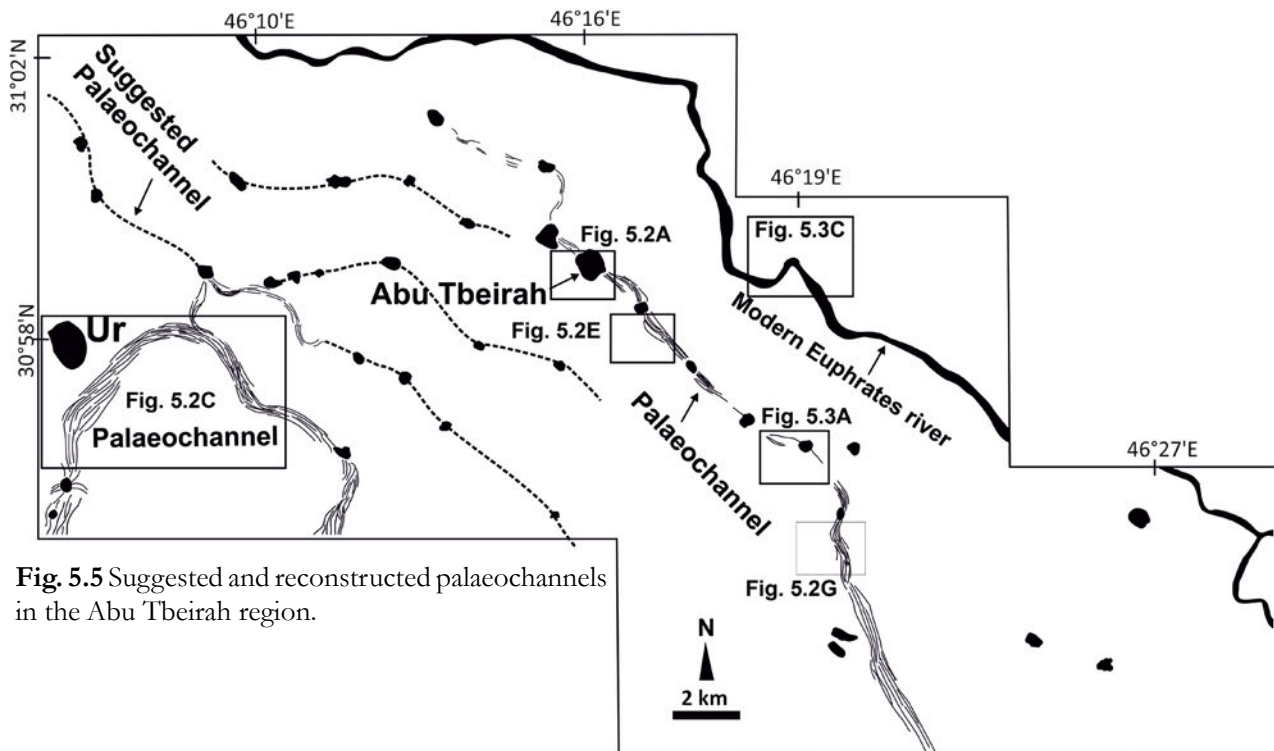 46°10'E
46°16'E
31°02'N
Suggested
Palaeochannel
46°19'E
Fig. 5.2A
Fig. 5.3C
Abu Tbeirah
Fig. 5.2E
Modern Euphrates river
30°58'N
Ur
Fig. 5.2C
Palaeochannel
Palaeochannel
Fig. 5.3A
46°27'E
Fig. 5.2G
Fig. 5.5 Suggested and reconstructed palaeochannels
in the Abu Tbeirah region.
N
2 km